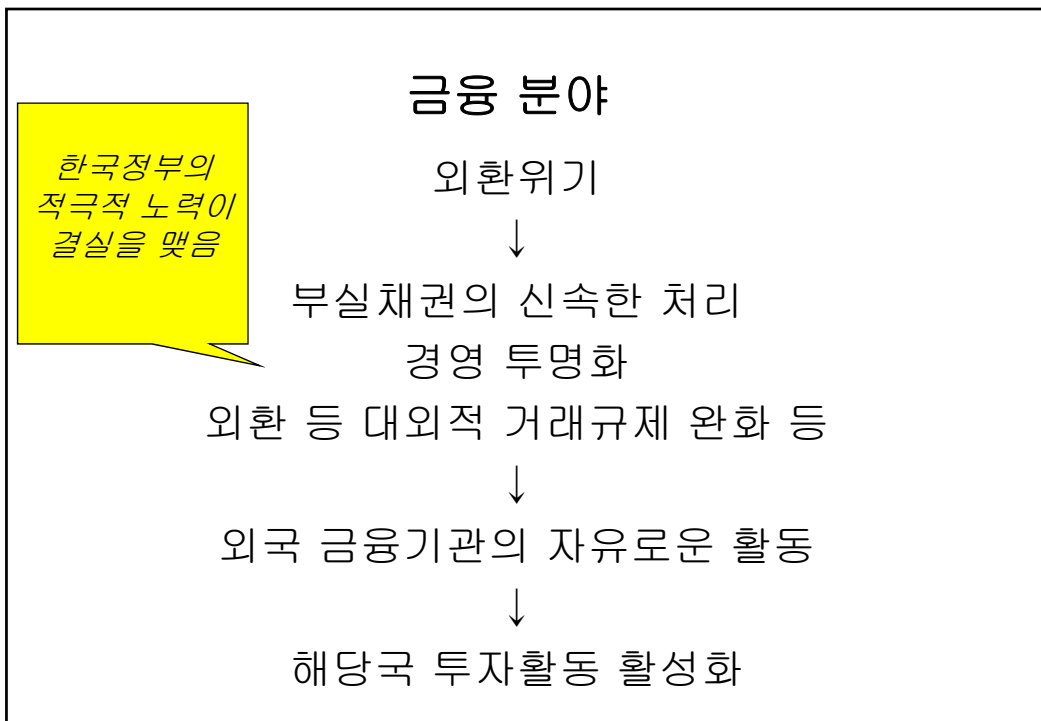 금융 분야
한국정부의
적극적 노력이
결실을 맺음
외환위기
↓
부실채권의 신속한 처리
경영 투명화
외환 등 대외적 거래규제 완화 등
↓
외국 금융기관의 자유로운 활동
↓
해당국 투자활동 활성화